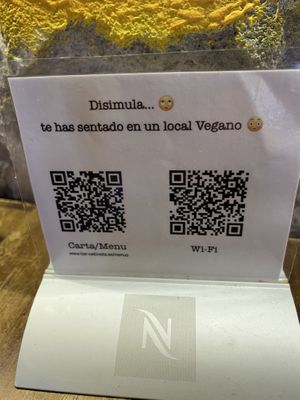 Disimula... 🙄
te has sentado en un local Vegano 😳
Carta/Menu
Wi-Fi
N